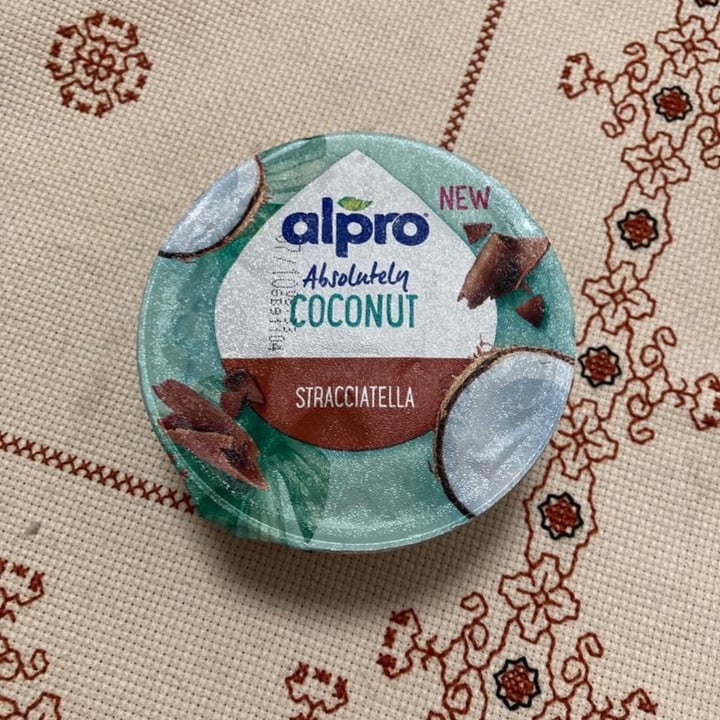 NEW
alpro
Absolutely
COCONUT
STRACCIATELLA